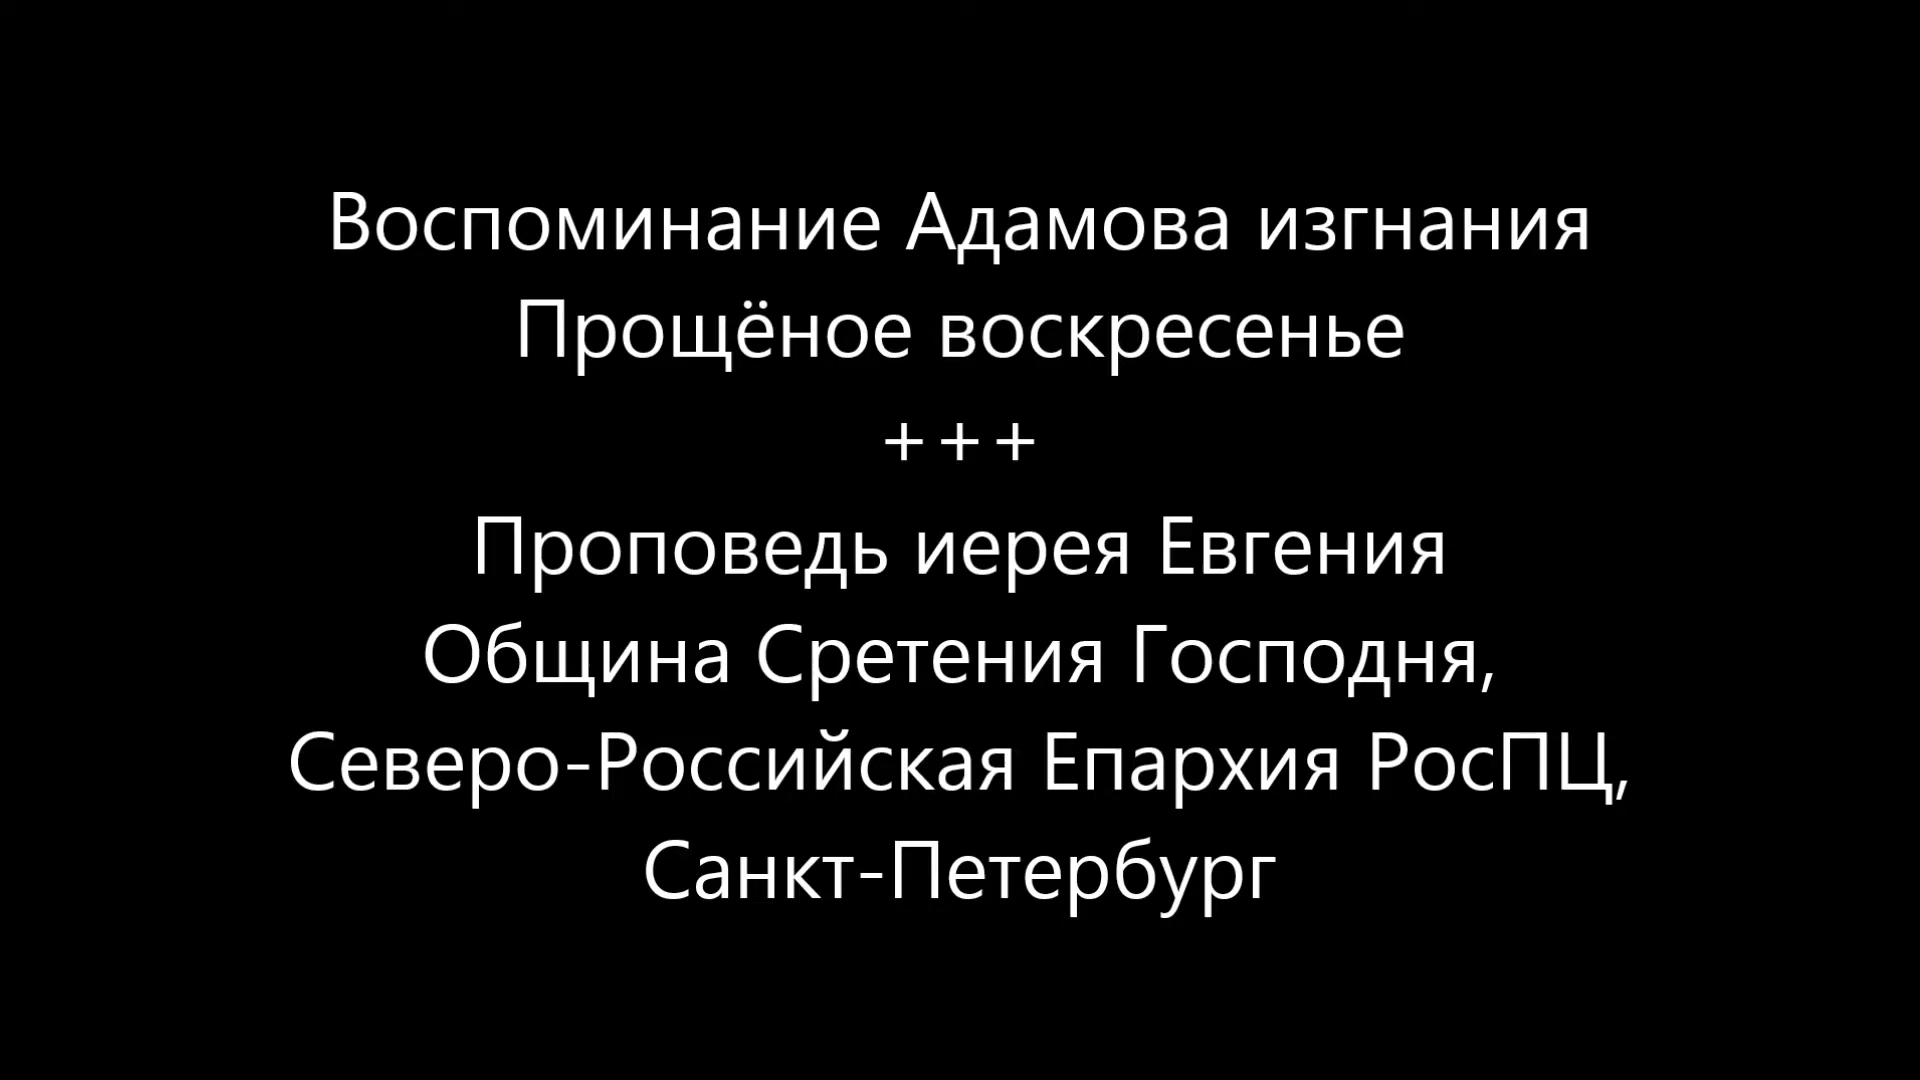 Воспоминание Адамова изгнания
Прощёное воскресенье
+ + +
Проповедь иерея Евгения
Община Сретения Господня,
Северо-Российская Епархия РосПЦ,
Санкт-Петербург